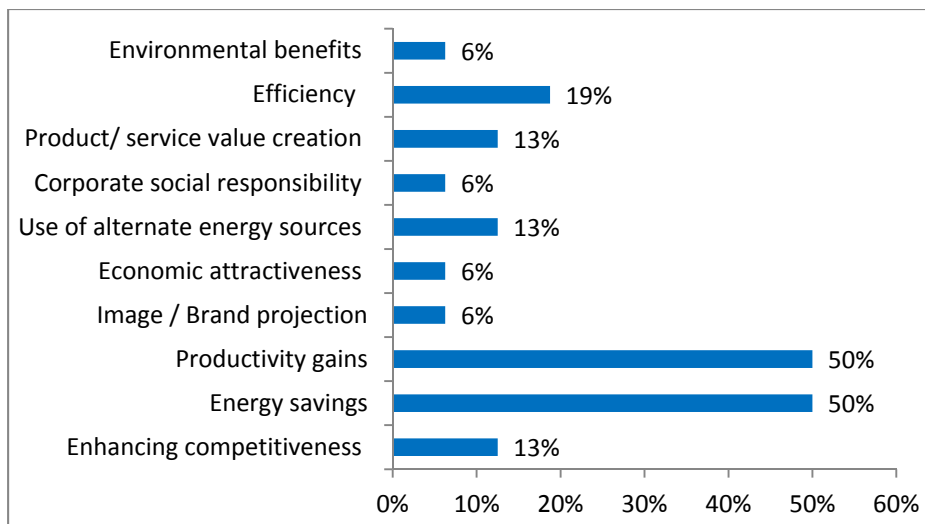 Environmental benefits 6%
Efficiency 19%
Product/ service value creation 13%
Corporate social responsibility 6%
Use of alternate energy sources 13%
Economic attractiveness 6%
Image / Brand projection 6%
Productivity gains 50%
Energy savings 50%
Enhancing competitiveness 13%
0% 10% 20% 30% 40% 50% 60%